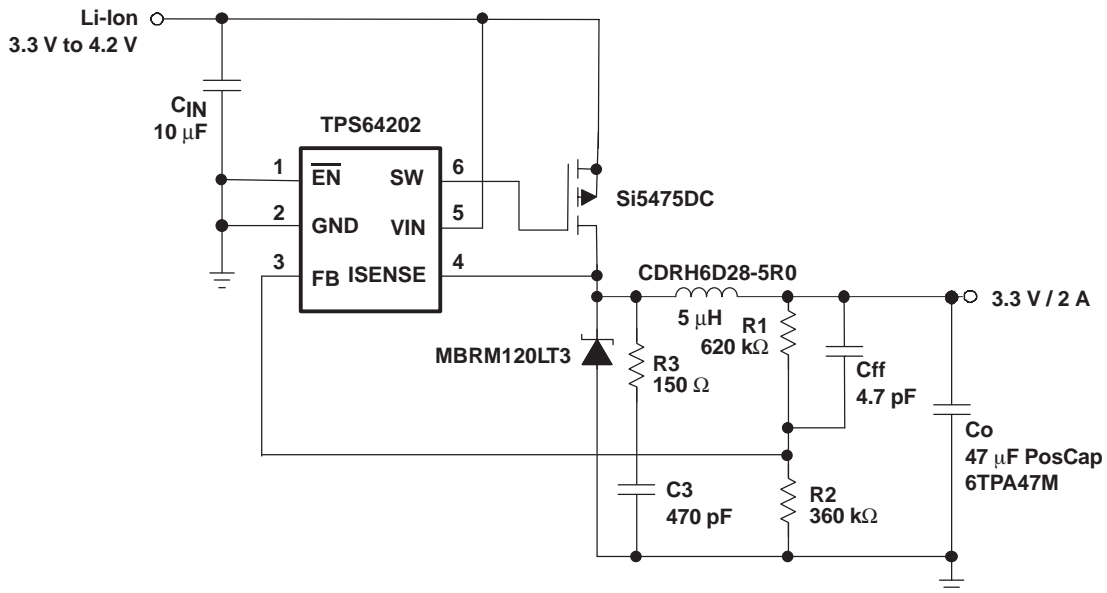 Li-Ion
3.3 V to 4.2 V
CIN
10 μF
TPS64202
1
EN
SW
6
2
GND
VIN
5
3
FB
ISENSE
4
Si5475DC
CDRH6D28-5R0
5 μH
3.3 V / 2 A
R1
620 kΩ
MBRM120LT3
R3
150 Ω
Cff
4.7 pF
Co
47 μF PosCap
6TPA47M
C3
470 pF
R2
360 kΩ